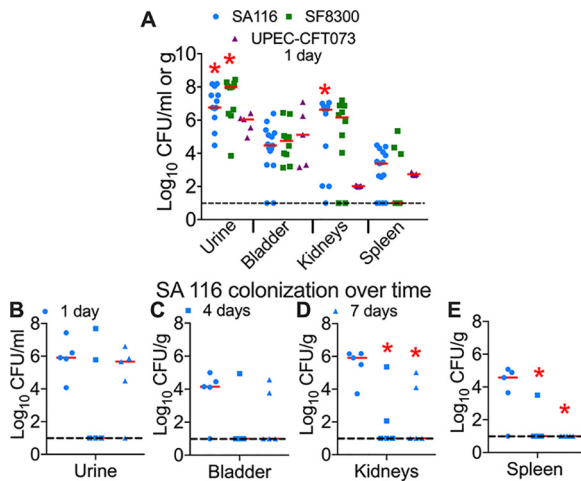 SA116 SF8300
A UPEC-CFT073
1 day
Log10 CFU/ml or g
10
8
6
4
2
0
Urine Bladder Kidneys Spleen
SA 116 colonization over time
B 1 day C 4 days D 7 days E
Log10 CFU/ml
8
6
4
2
0
Urine
Log10 CFU/g
8
6
4
2
0
Bladder
Log10 CFU/g
8
6
4
2
0
Kidneys
Log10 CFU/g
8
6
4
2
0
Spleen